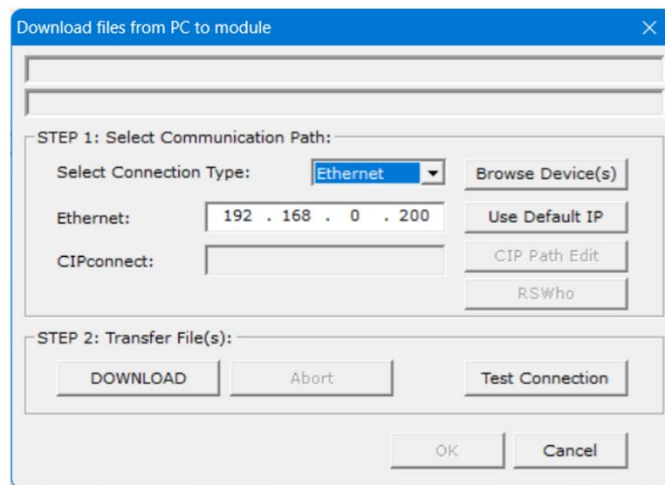 Download files from PC to module
STEP 1: Select Communication Path:
Select Connection Type: Ethernet Browse Device(s)
Ethernet: 192 . 168 . 0 . 200 Use Default IP
CIPconnect: CIP Path Edit
RSWho
STEP 2: Transfer File(s):
DOWNLOAD Abort Test Connection
OK Cancel